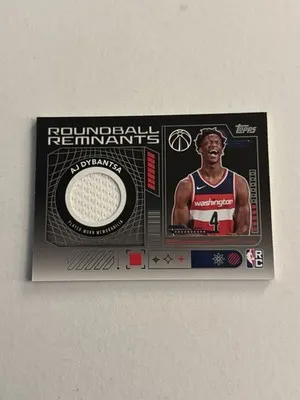 ROUNDBALL
REMNANTS
Topps
AJ DYBANTSA
PLAYER-WORN MEMORABILIA
washington
4
RC